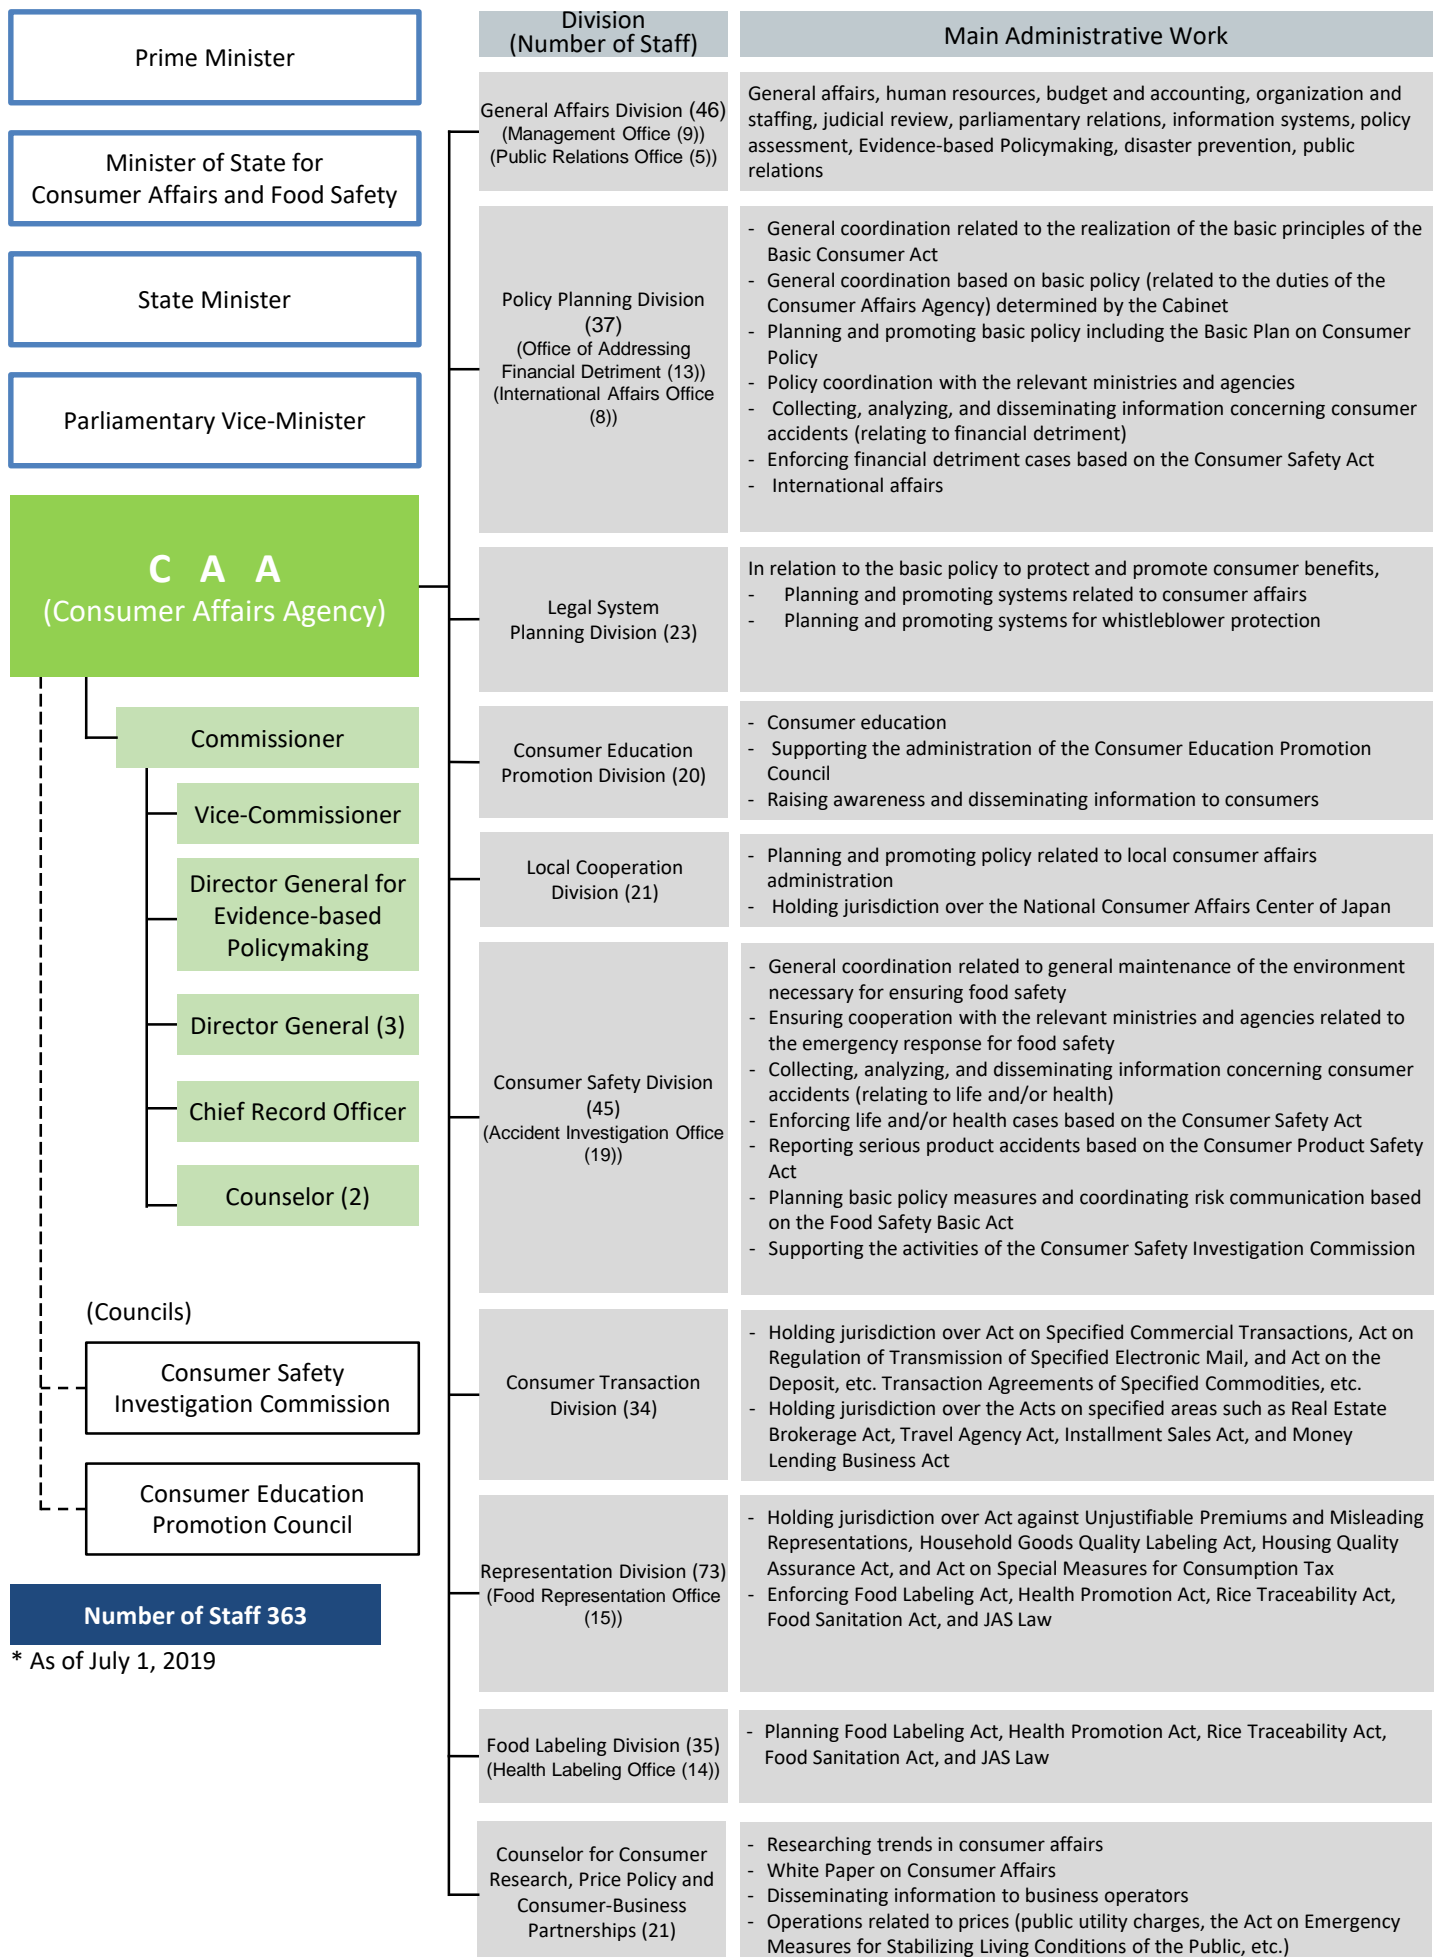 Prime Minister
Minister of State for
Consumer Affairs and Food Safety
State Minister
Parliamentary Vice-Minister
C A A
(Consumer Affairs Agency)
Commissioner
Vice-Commissioner
Director General for
Evidence-based
Policymaking
Director General (3)
Chief Record Officer
Counselor (2)
(Councils)
Consumer Safety
Investigation Commission
Consumer Education
Promotion Council
Number of Staff 363
* As of July 1, 2019
Division
(Number of Staff)
Main Administrative Work
General Affairs Division (46)
(Management Office (9))
(Public Relations Office (5))
General affairs, human resources, budget and accounting, organization and
staffing, judicial review, parliamentary relations, information systems, policy
assessment, Evidence-based Policymaking, disaster prevention, public
relations
Policy Planning Division
(37)
(Office of Addressing
Financial Detriment (13))
(International Affairs Office
(8))
- General coordination related to the realization of the basic principles of the
Basic Consumer Act
- General coordination based on basic policy (related to the duties of the
Consumer Affairs Agency) determined by the Cabinet
- Planning and promoting basic policy including the Basic Plan on Consumer
Policy
- Policy coordination with the relevant ministries and agencies
- Collecting, analyzing, and disseminating information concerning consumer
accidents (relating to financial detriment)
- Enforcing financial detriment cases based on the Consumer Safety Act
- International affairs
Legal System
Planning Division (23)
In relation to the basic policy to protect and promote consumer benefits,
- Planning and promoting systems related to consumer affairs
- Planning and promoting systems for whistleblower protection
Consumer Education
Promotion Division (20)
- Consumer education
- Supporting the administration of the Consumer Education Promotion
Council
- Raising awareness and disseminating information to consumers
Local Cooperation
Division (21)
- Planning and promoting policy related to local consumer affairs
administration
- Holding jurisdiction over the National Consumer Affairs Center of Japan
Consumer Safety Division
(45)
(Accident Investigation Office
(19))
- General coordination related to general maintenance of the environment
necessary for ensuring food safety
- Ensuring cooperation with the relevant ministries and agencies related to
the emergency response for food safety
- Collecting, analyzing, and disseminating information concerning consumer
accidents (relating to life and/or health)
- Enforcing life and/or health cases based on the Consumer Safety Act
- Reporting serious product accidents based on the Consumer Product Safety
Act
- Planning basic policy measures and coordinating risk communication based
on the Food Safety Basic Act
- Supporting the activities of the Consumer Safety Investigation Commission
Consumer Transaction
Division (34)
- Holding jurisdiction over Act on Specified Commercial Transactions, Act on
Regulation of Transmission of Specified Electronic Mail, and Act on the
Deposit, etc. Transaction Agreements of Specified Commodities, etc.
- Holding jurisdiction over the Acts on specified areas such as Real Estate
Brokerage Act, Travel Agency Act, Installment Sales Act, and Money
Lending Business Act
Representation Division (73)
(Food Representation Office
(15))
- Holding jurisdiction over Act against Unjustifiable Premiums and Misleading
Representations, Household Goods Quality Labeling Act, Housing Quality
Assurance Act, and Act on Special Measures for Consumption Tax
- Enforcing Food Labeling Act, Health Promotion Act, Rice Traceability Act,
Food Sanitation Act, and JAS Law
Food Labeling Division (35)
(Health Labeling Office (14))
- Planning Food Labeling Act, Health Promotion Act, Rice Traceability Act,
Food Sanitation Act, and JAS Law
Counselor for Consumer
Research, Price Policy and
Consumer-Business
Partnerships (21)
- Researching trends in consumer affairs
- White Paper on Consumer Affairs
- Disseminating information to business operators
- Operations related to prices (public utility charges, the Act on Emergency
Measures for Stabilizing Living Conditions of the Public, etc.)